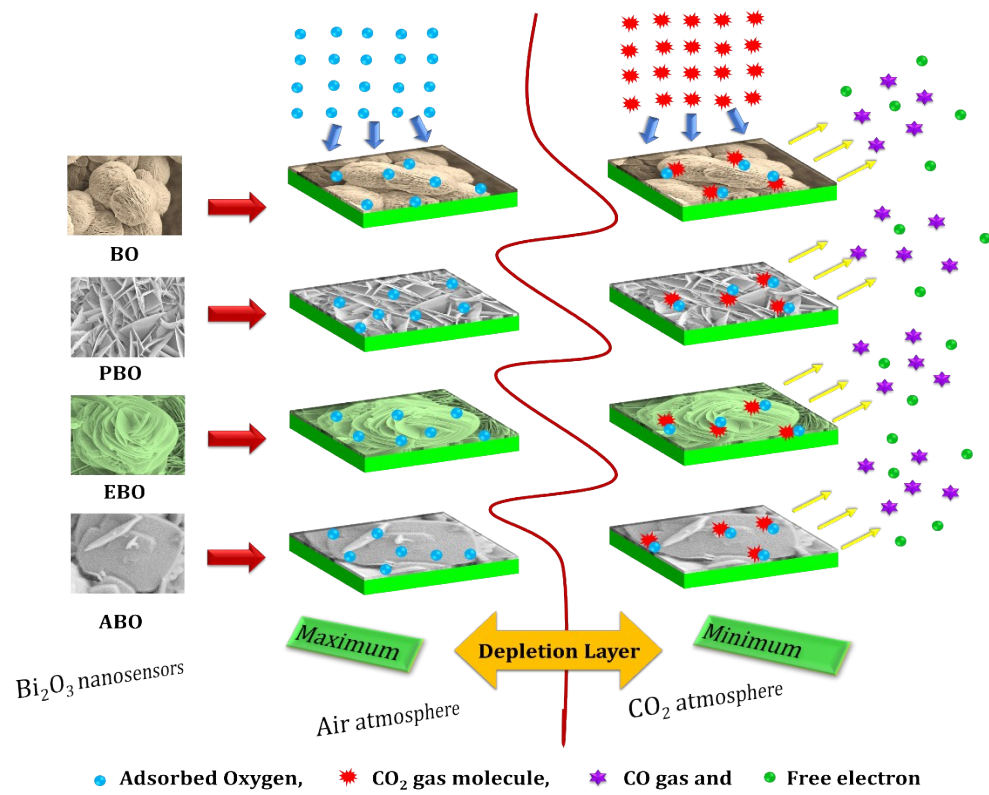 BO
PBO
EBO
ABO
Maximum
Depletion Layer
Minimum
Bi₂O₃ nanosensors
Air atmosphere
CO₂ atmosphere
Adsorbed Oxygen, CO₂ gas molecule, CO gas and Free electron